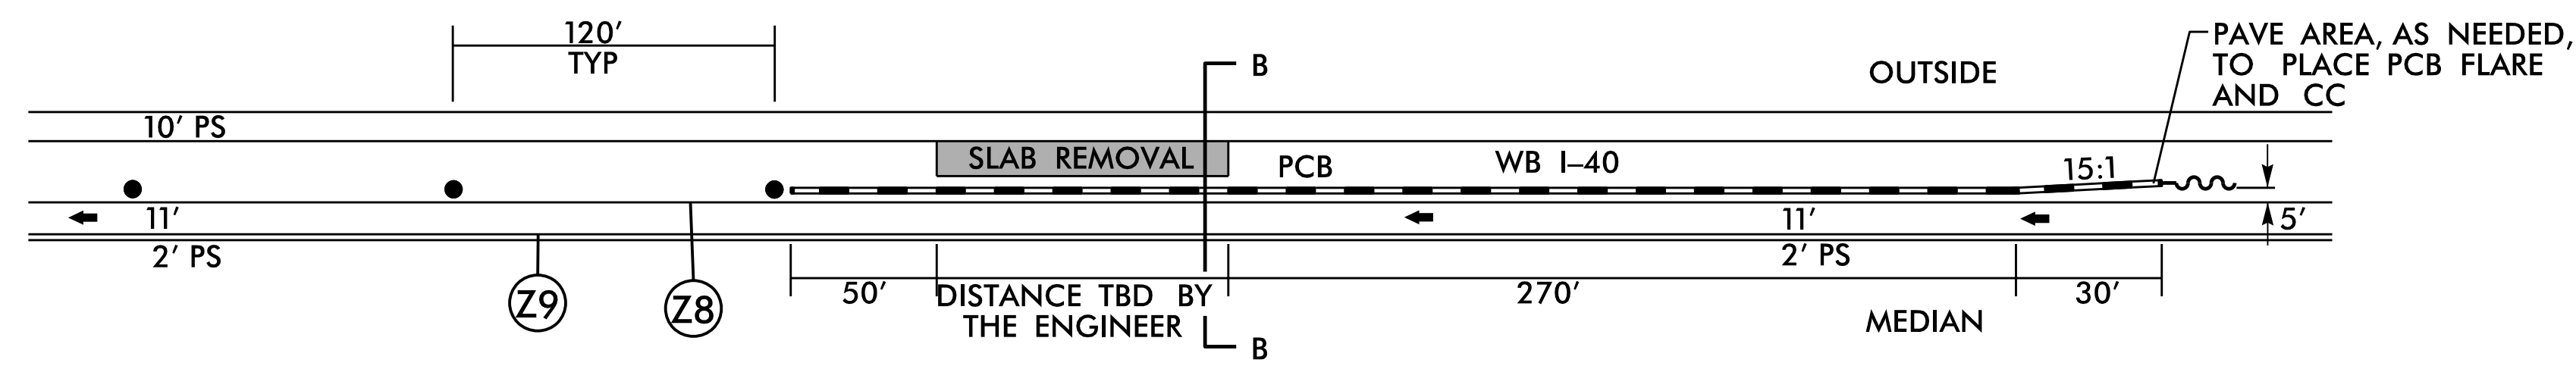 120′
TYP
B
OUTSIDE
PAVE AREA, AS NEEDED,
TO PLACE PCB FLARE
AND CC
10′ PS
SLAB REMOVAL
PCB
WB I–40
15:1
11′
11′
5′
2′ PS
2′ PS
Z9
Z8
50′
DISTANCE TBD BY
THE ENGINEER
270′
30′
MEDIAN
B